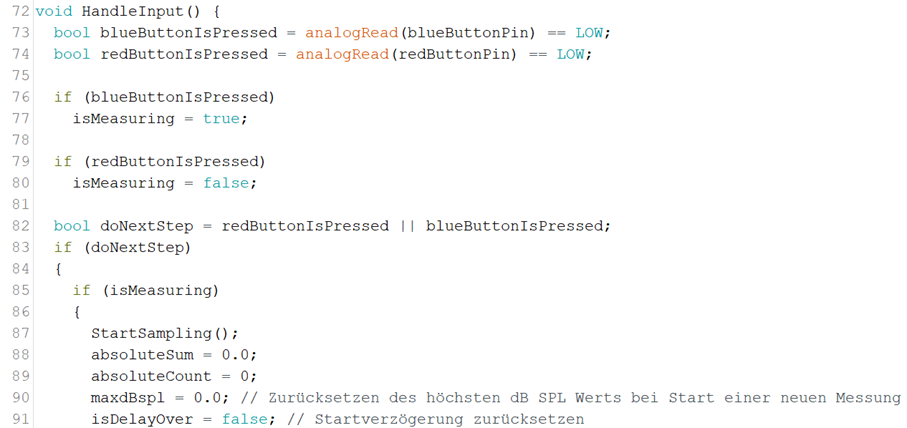 72 void HandleInput() {
73   bool blueButtonIsPressed = analogRead(blueButtonPin) == LOW;
74   bool redButtonIsPressed = analogRead(redButtonPin) == LOW;
75
76   if (blueButtonIsPressed)
77     isMeasuring = true;
78
79   if (redButtonIsPressed)
80     isMeasuring = false;
81
82   bool doNextStep = redButtonIsPressed || blueButtonIsPressed;
83   if (doNextStep)
84   {
85     if (isMeasuring)
86     {
87       StartSampling();
88       absoluteSum = 0.0;
89       absoluteCount = 0;
90       maxdBspl = 0.0; // Zurücksetzen des höchsten dB SPL Werts bei Start einer neuen Messung
91       isDelayOver = false; // Startverzögerung zurücksetzen